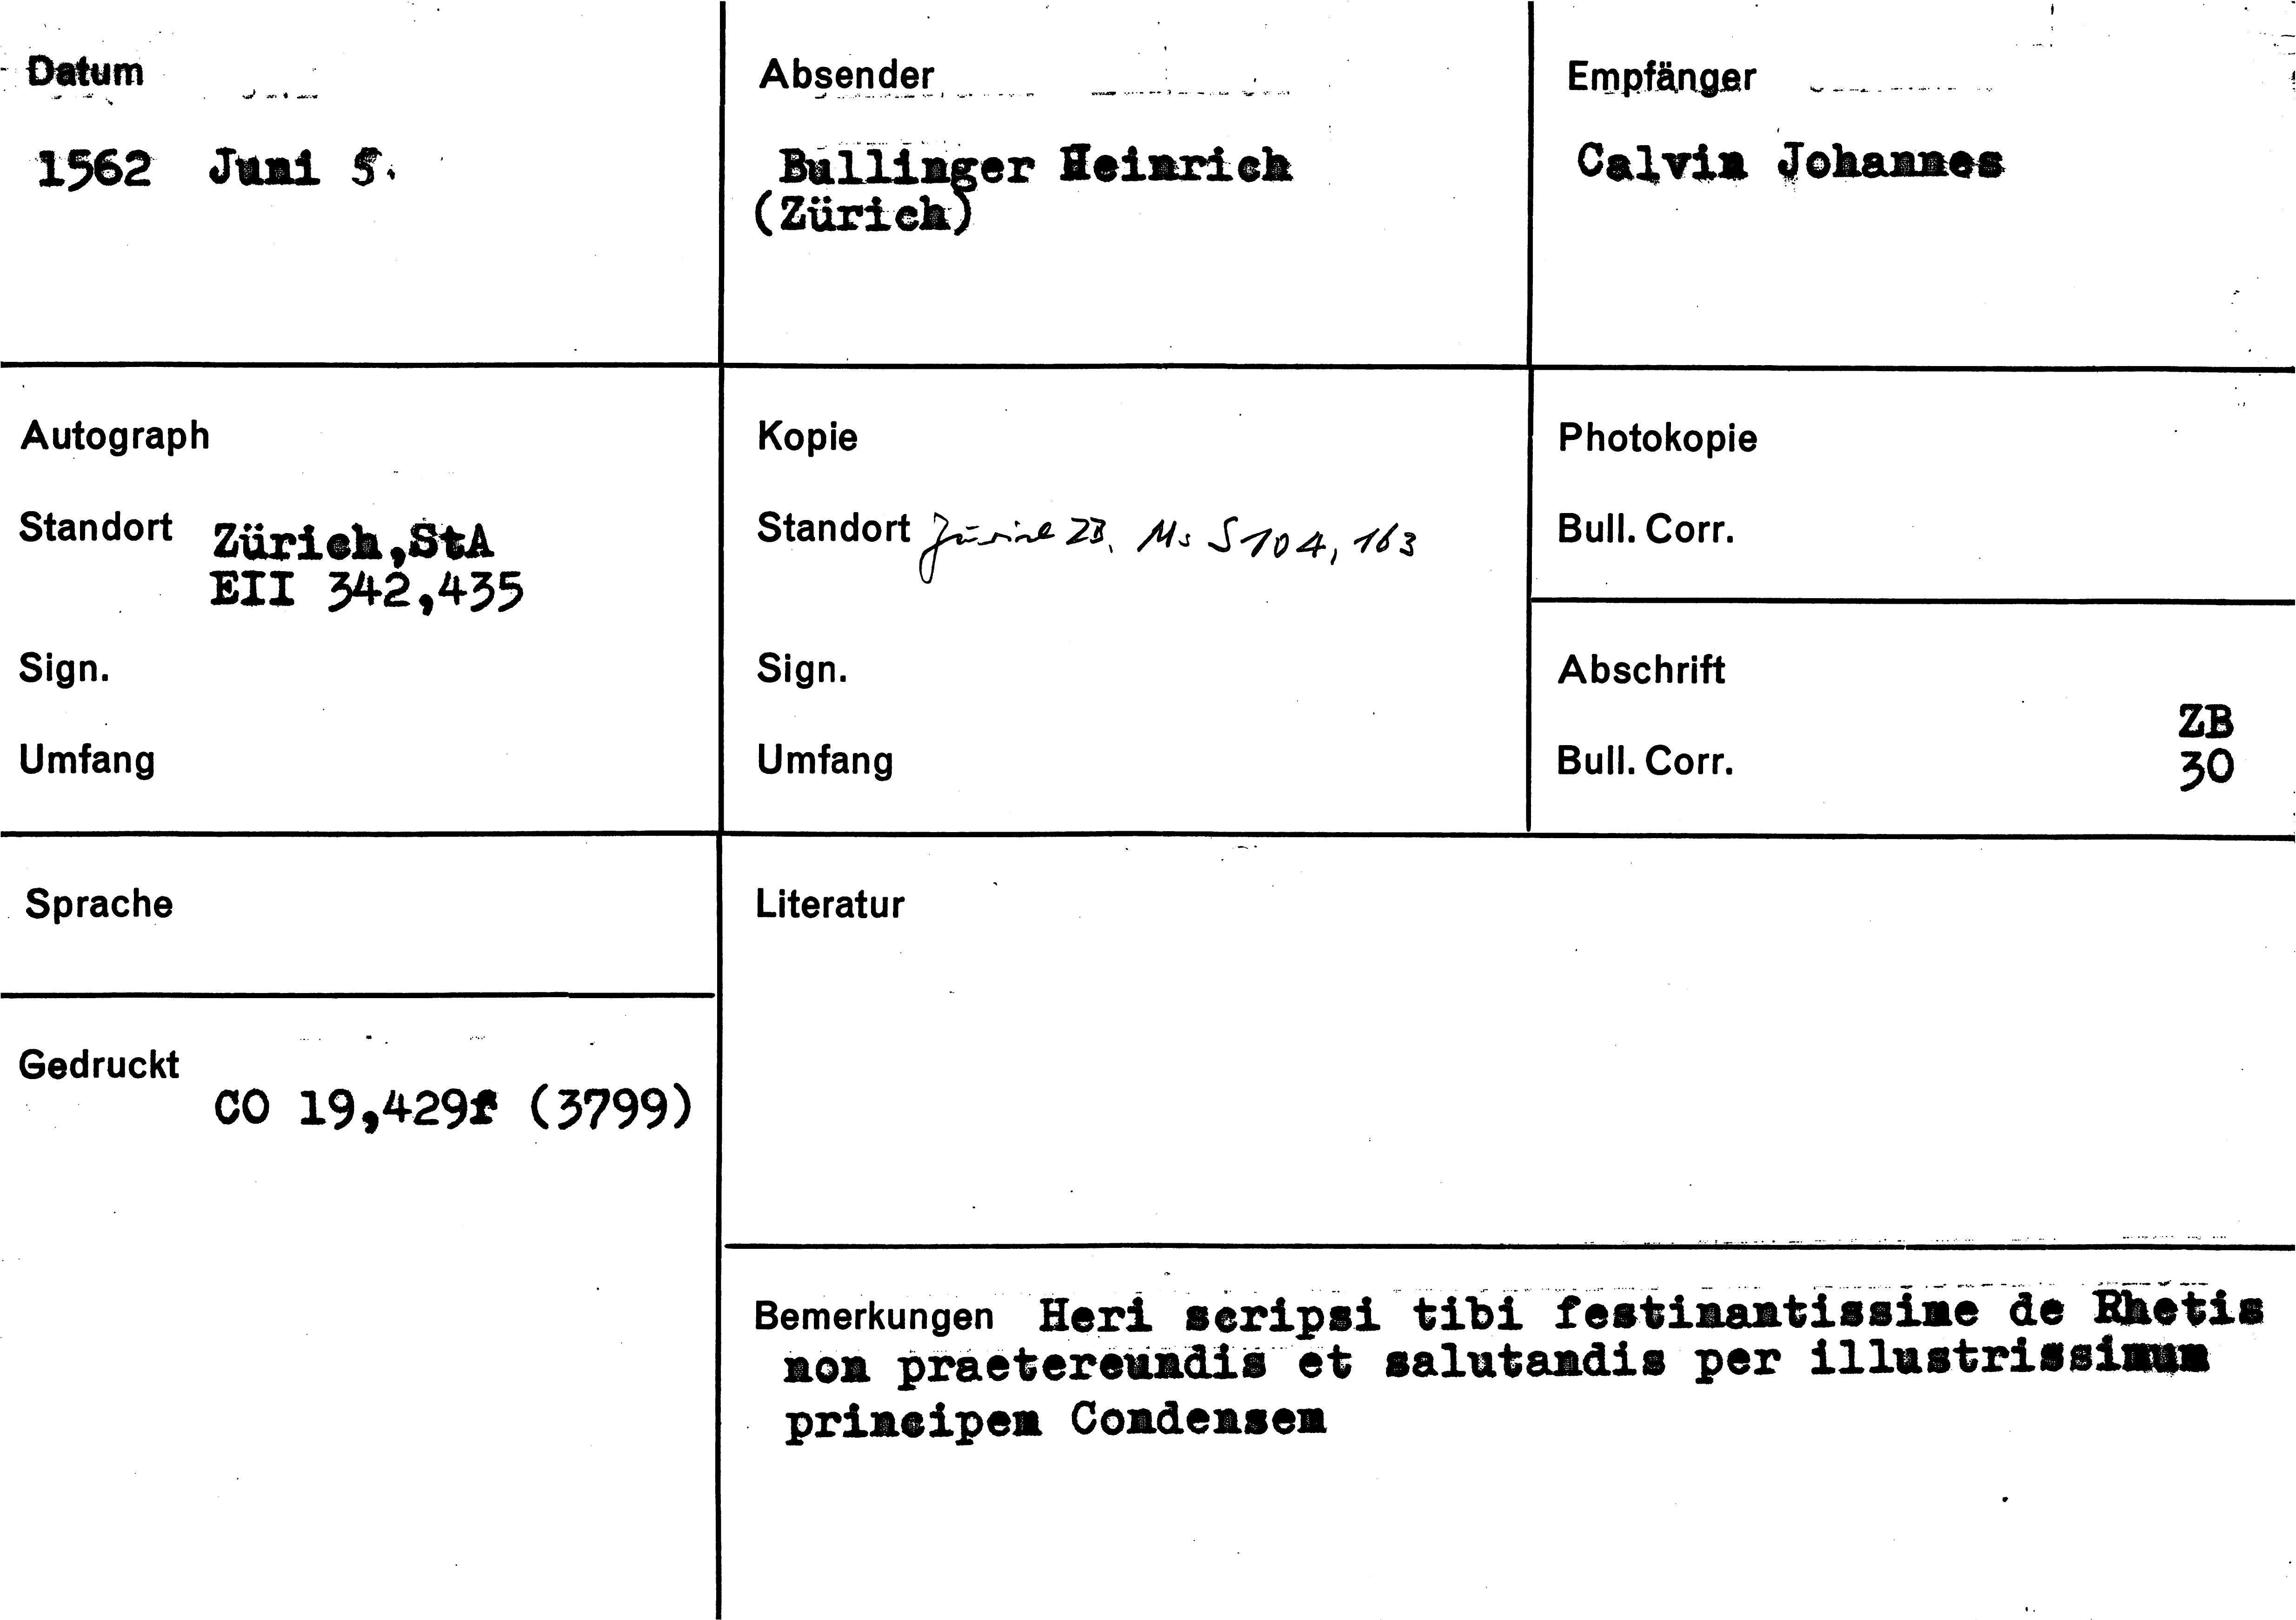 Datum
1562 Juni 5.
Absender
Bullinger Heinrich
(Zürich)
Empfänger
Calvin Johannes
Autograph
Standort Zürich,StA
EII 342,435
Sign.
Umfang
Kopie
Standort Zürich ZB, Ms S 104, 163
Sign.
Umfang
Photokopie
Bull. Corr.
Abschrift
ZB
Bull. Corr. 30
Sprache
Literatur
Gedruckt
CO 19,429f (3799)
Bemerkungen Heri scripsi tibi festinantissime de Rhetis
non praetereundis et salutandis per illustrissimum
principem Condensem